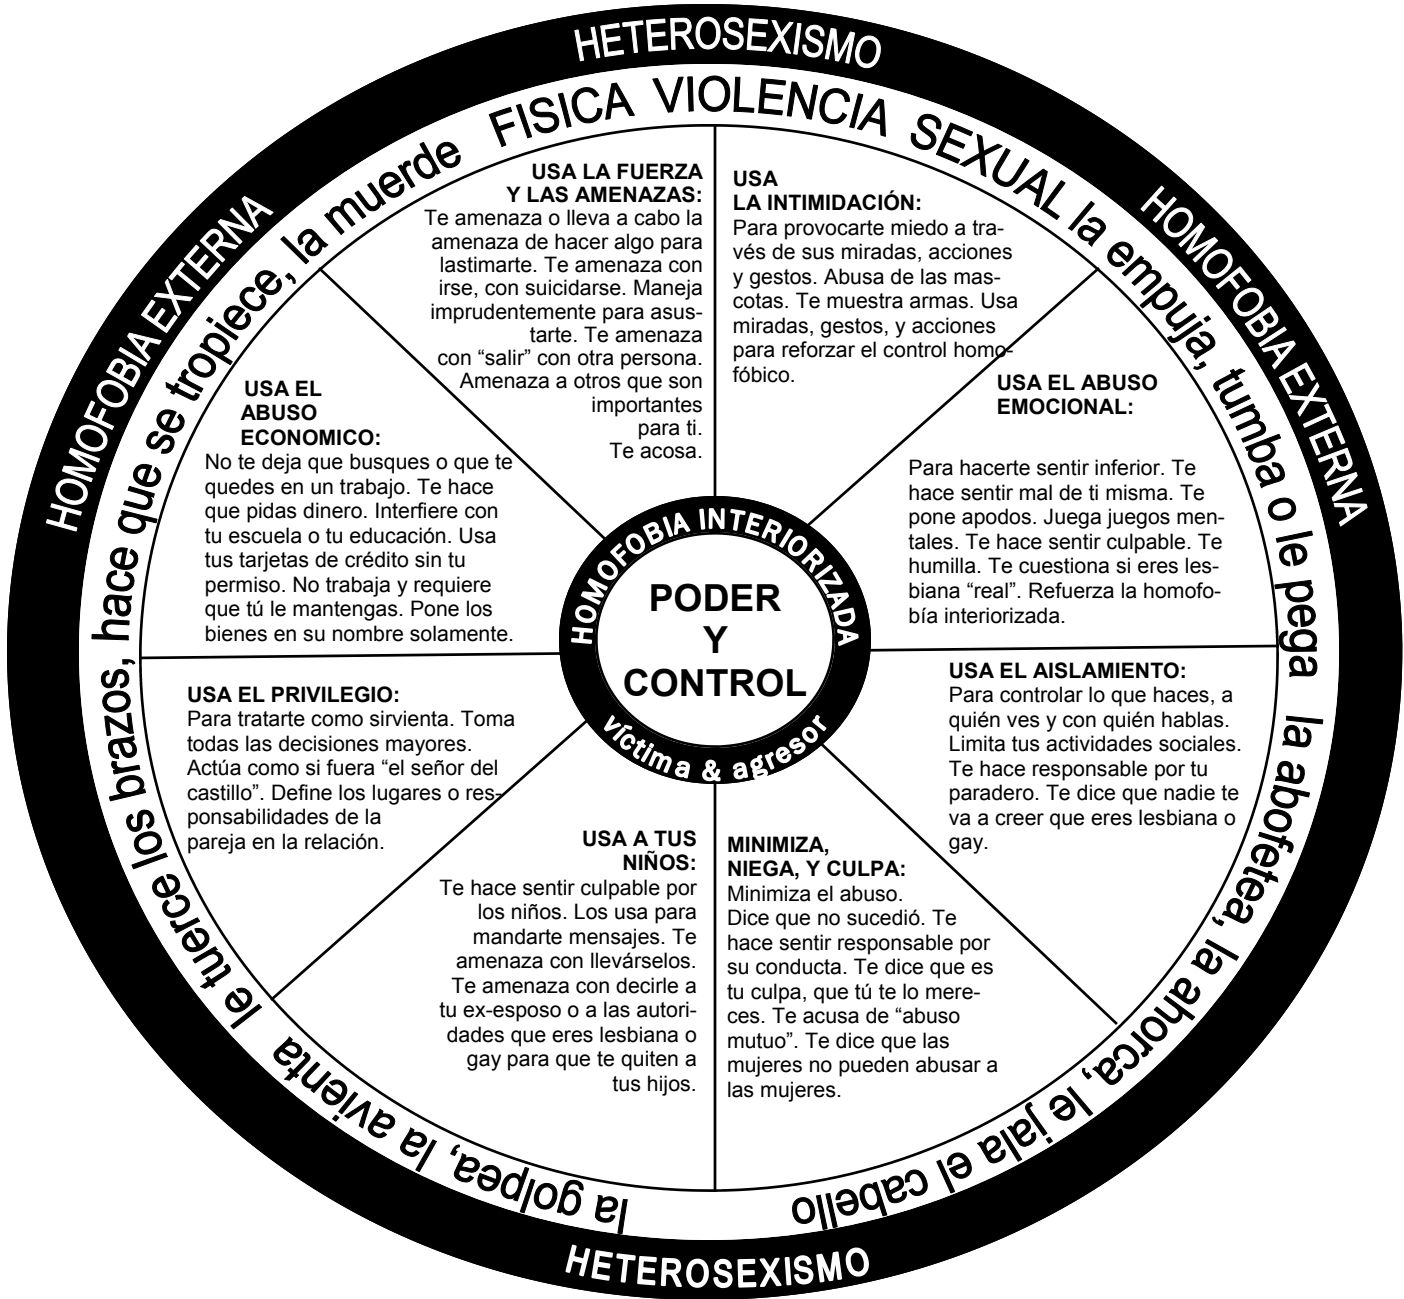 HETEROSEXISMO
HOMOFOBIA EXTERNA
HOMOFOBIA EXTERNA
HETEROSEXISMO
FISICA VIOLENCIA SEXUAL la empuja, tumba o le pega la abofetea, la ahorca, le jala el cabello
la golpea, la avienta le tuerce los brazos, hace que se tropiece, la muerde
USA LA FUERZA
Y LAS AMENAZAS:
Te amenaza o lleva a cabo la
amenaza de hacer algo para
lastimarte. Te amenaza con
irse, con suicidarse. Maneja
imprudentemente para asus-
tarte. Te amenaza
con “salir” con otra persona.
Amenaza a otros que son
importantes
para ti.
Te acosa.
USA
LA INTIMIDACIÓN:
Para provocarte miedo a tra-
vés de sus miradas, acciones
y gestos. Abusa de las mas-
cotas. Te muestra armas. Usa
miradas, gestos, y acciones
para reforzar el control homo-
fóbico.
USA EL ABUSO
EMOCIONAL:
Para hacerte sentir inferior. Te
hace sentir mal de ti misma. Te
pone apodos. Juega juegos men-
tales. Te hace sentir culpable. Te
humilla. Te cuestiona si eres les-
biana “real”. Refuerza la homofo-
bía interiorizada.
USA EL AISLAMIENTO:
Para controlar lo que haces, a
quién ves y con quién hablas.
Limita tus actividades sociales.
Te hace responsable por tu
paradero. Te dice que nadie te
va a creer que eres lesbiana o
gay.
MINIMIZA,
NIEGA, Y CULPA:
Minimiza el abuso.
Dice que no sucedió. Te
hace sentir responsable por
su conducta. Te dice que es
tu culpa, que tú te lo mere-
ces. Te acusa de “abuso
mutuo”. Te dice que las
mujeres no pueden abusar a
las mujeres.
USA A TUS
NIÑOS:
Te hace sentir culpable por
los niños. Los usa para
mandarte mensajes. Te
amenaza con llevárselos.
Te amenaza con decirle a
tu ex-esposo o a las autori-
dades que eres lesbiana o
gay para que te quiten a
tus hijos.
USA EL PRIVILEGIO:
Para tratarte como sirvienta. Toma
todas las decisiones mayores.
Actúa como si fuera “el señor del
castillo”. Define los lugares o res-
ponsabilidades de la
pareja en la relación.
USA EL
ABUSO
ECONOMICO:
No te deja que busques o que te
quedes en un trabajo. Te hace
que pidas dinero. Interfiere con
tu escuela o tu educación. Usa
tus tarjetas de crédito sin tu
permiso. No trabaja y requiere
que tú le mantengas. Pone los
bienes en su nombre solamente.
HOMOFOBIA INTERIORIZADA
PODER
Y
CONTROL
víctima & agresor